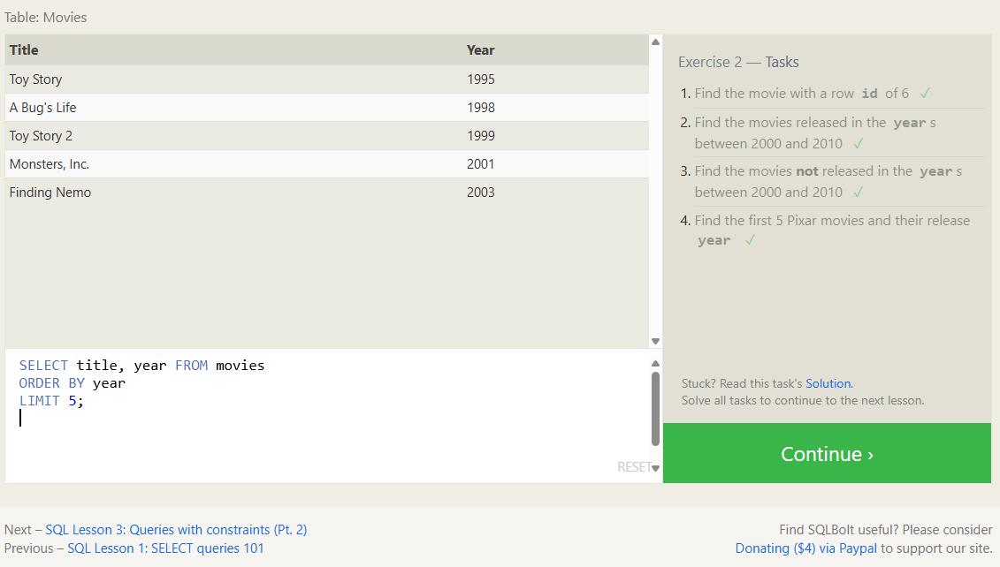 Table: Movies
Title Year
Toy Story 1995
A Bug's Life 1998
Toy Story 2 1999
Monsters, Inc. 2001
Finding Nemo 2003
SELECT title, year FROM movies
ORDER BY year
LIMIT 5;
RESET
Exercise 2 — Tasks
1. Find the movie with a row id of 6 ✓
2. Find the movies released in the year s
between 2000 and 2010 ✓
3. Find the movies not released in the year s
between 2000 and 2010 ✓
4. Find the first 5 Pixar movies and their release
year ✓
Stuck? Read this task's Solution.
Solve all tasks to continue to the next lesson.
Continue ›
Next – SQL Lesson 3: Queries with constraints (Pt. 2)
Previous – SQL Lesson 1: SELECT queries 101
Find SQLBolt useful? Please consider
Donating ($4) via Paypal to support our site.